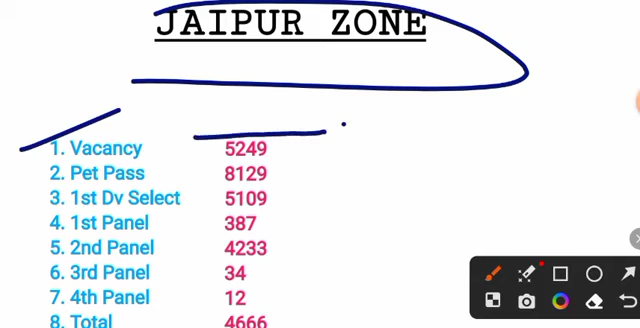 JAIPUR ZONE
1. Vacancy 5249
2. Pet Pass 8129
3. 1st Dv Select 5109
4. 1st Panel 387
5. 2nd Panel 4233
6. 3rd Panel 34
7. 4th Panel 12
8. Total 4666